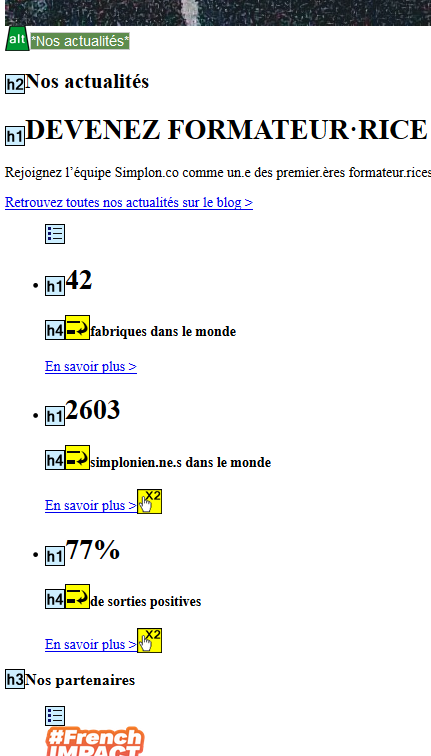 alt *Nos actualités*
h2 Nos actualités
h1 DEVENEZ FORMATEUR·RICE
Rejoignez l'équipe Simplon.co comme un.e des premier.ères formateur.rices
Retrouvez toutes nos actualités sur le blog >
h1 42
h4 fabriques dans le monde
En savoir plus >
h1 2603
h4 simplonien.ne.s dans le monde
En savoir plus > X2
h1 77%
h4 de sorties positives
En savoir plus > X2
h3 Nos partenaires
#French
IMPACT